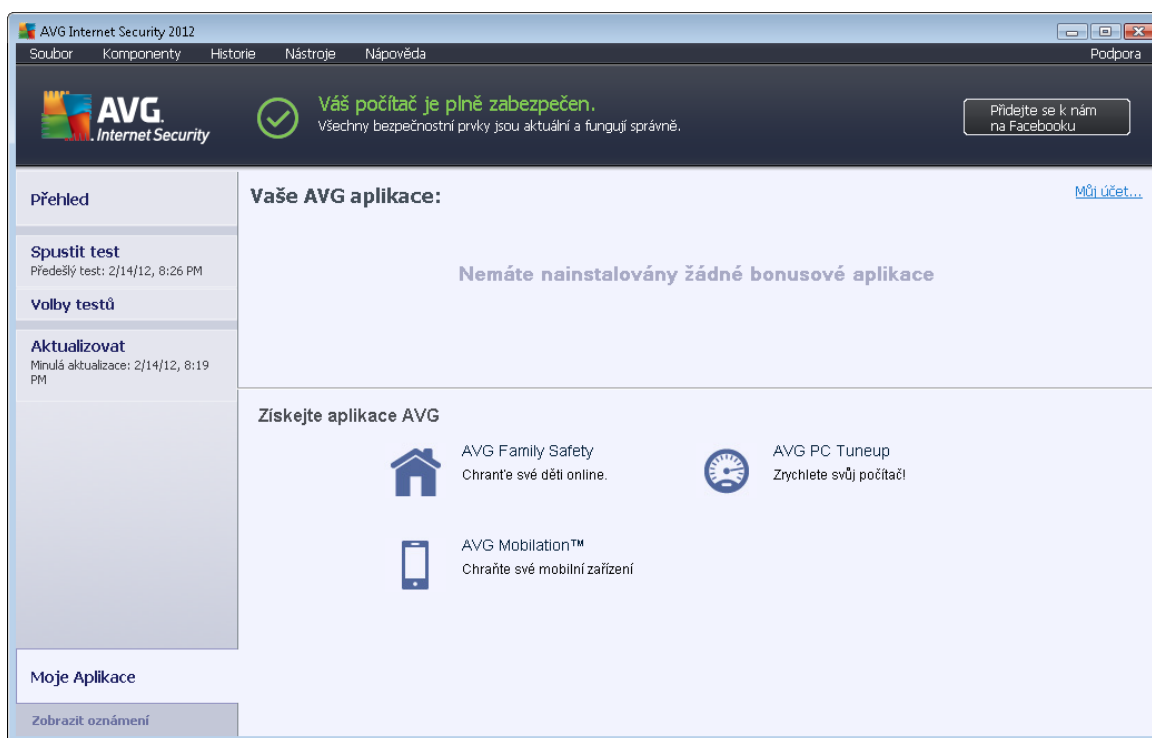 AVG Internet Security 2012
Soubor Komponenty Historie Nástroje Nápověda Podpora
AVG.
Internet Security
Váš počítač je plně zabezpečen.
Všechny bezpečnostní prvky jsou aktuální a fungují správně.
Přidejte se k nám
na Facebooku
Přehled
Spustit test
Předešlý test: 2/14/12, 8:26 PM
Volby testů
Aktualizovat
Minulá aktualizace: 2/14/12, 8:19
PM
Moje Aplikace
Zobrazit oznámení
Vaše AVG aplikace:
Můj účet...
Nemáte nainstalovány žádné bonusové aplikace
Získejte aplikace AVG
AVG Family Safety
Chranťe své děti online.
AVG PC Tuneup
Zrychlete svůj počítač!
AVG Mobilation™
Chraňte své mobilní zařízení